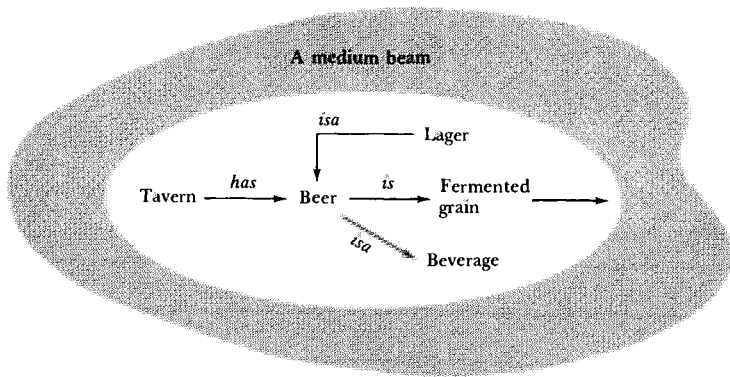 A medium beam
isa
Lager
Tavern
has
Beer
is
Fermented
grain
isa
Beverage